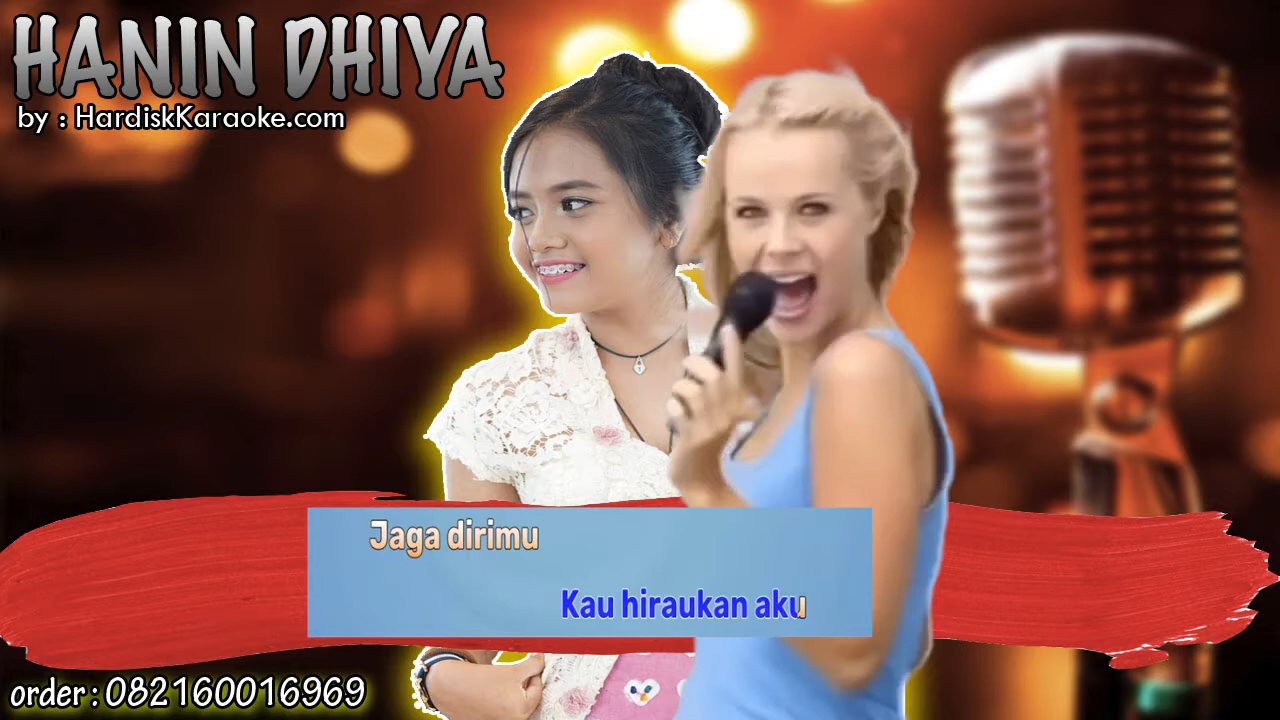 HANIN DHIYA
by : HardiskKaraoke.com
Jaga dirimu
Kau hiraukan aku
order : 082160016969